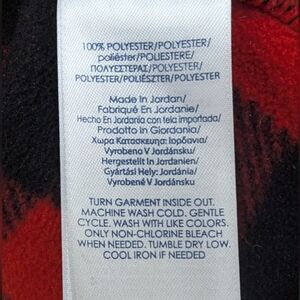 100% POLYESTER/POLYESTER/
poliéster/POLIESTERE/
ΠΟΛΥΕΣΤΕΡΑΣ/POLYESTER/
POLYESTER/POLIÉSZTER/POLYESTER
Made In Jordan/
Fabriqué En Jordanie/
Hecho En Jordania con tela importada/
Prodotto in Giordania/
Χωρα Κατασκευης: Ιορδανια/
Vyrobeno V Jordánsku/
Hergestellt In Jordanien/
Gyártási Hely: Jordánia/
Vyrobené V Jordánsku
TURN GARMENT INSIDE OUT.
MACHINE WASH COLD. GENTLE
CYCLE. WASH WITH LIKE COLORS.
ONLY NON-CHLORINE BLEACH
WHEN NEEDED. TUMBLE DRY LOW.
COOL IRON IF NEEDED